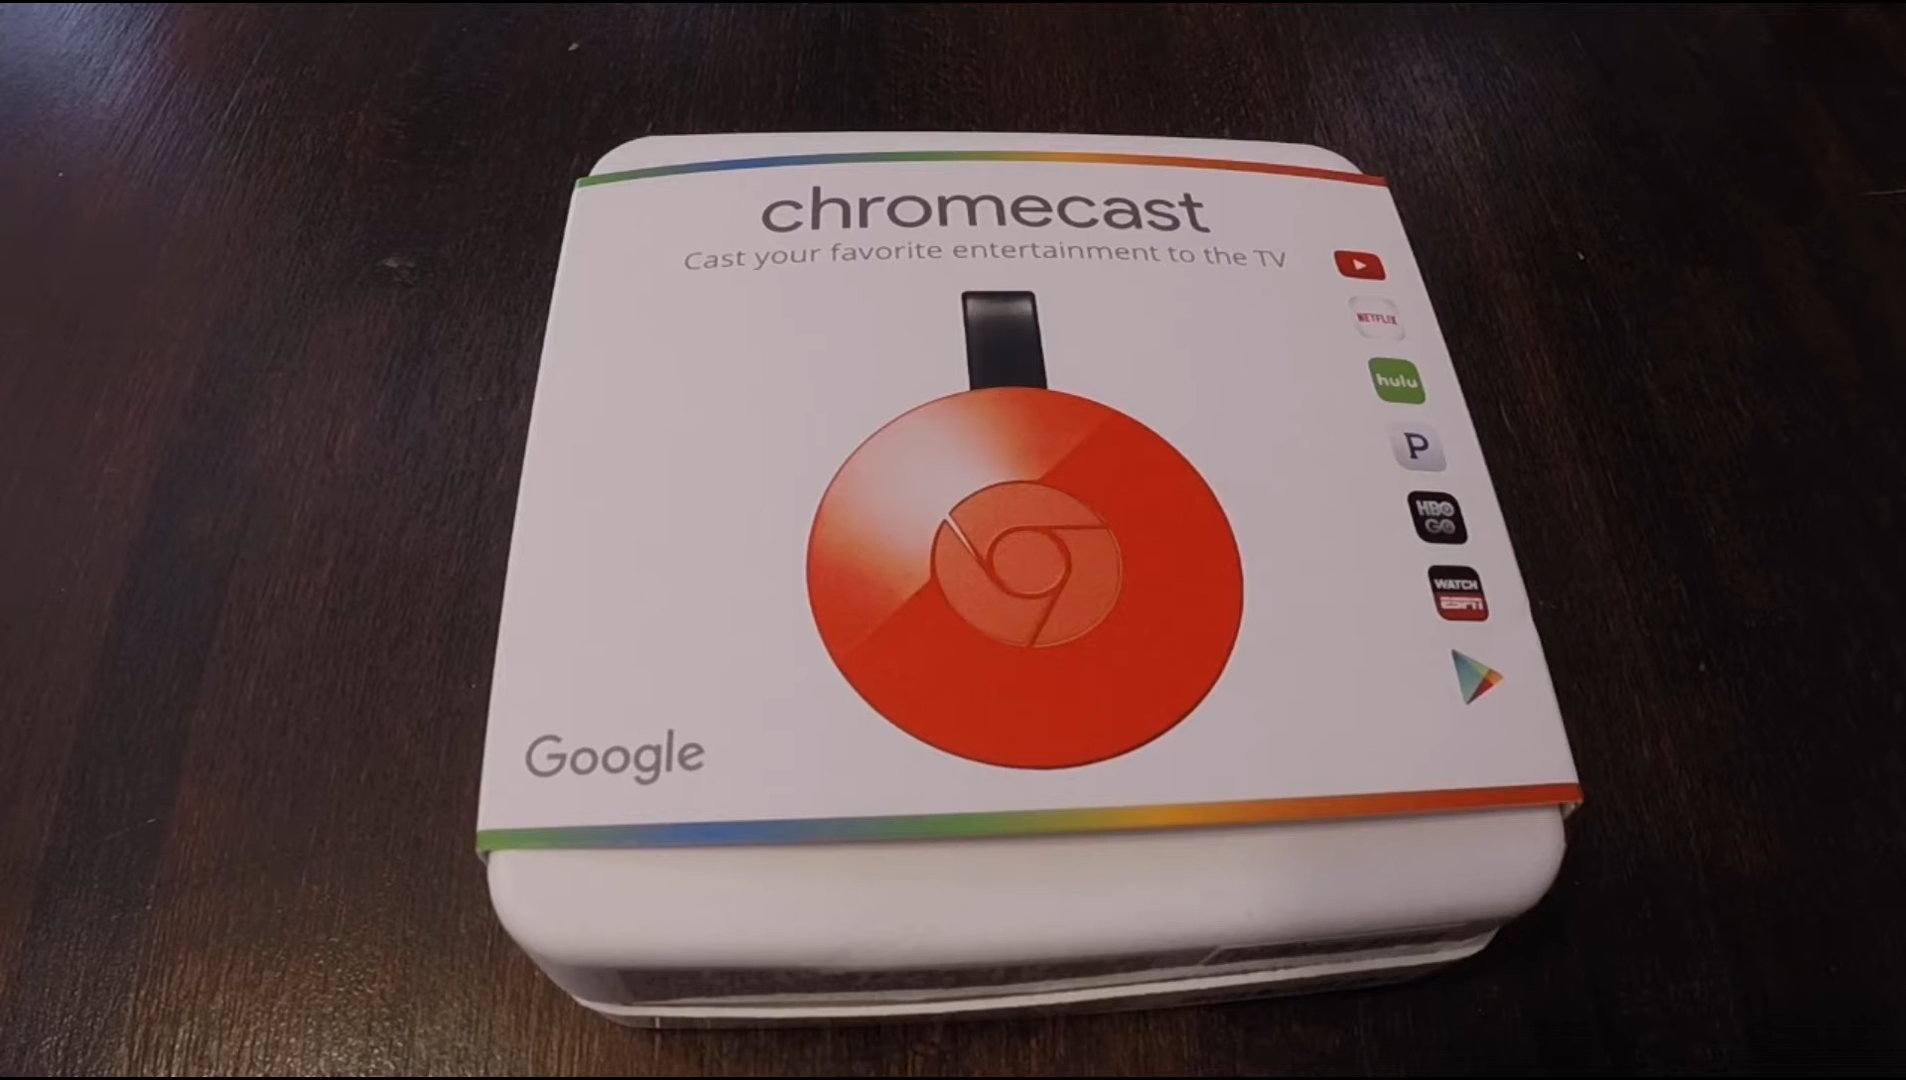 chromecast
Cast your favorite entertainment to the TV
NETFLIX
hulu
P
HBO
GO
WATCH
ESPN
Google